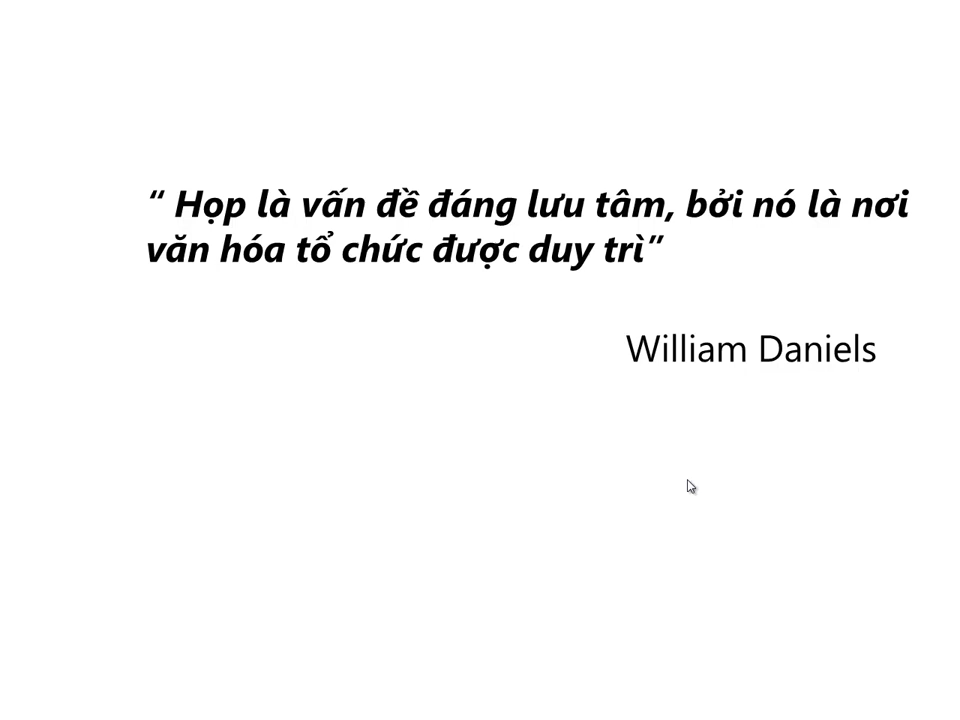 “ Họp là vấn đề đáng lưu tâm, bởi nó là nơi
văn hóa tổ chức được duy trì”
William Daniels